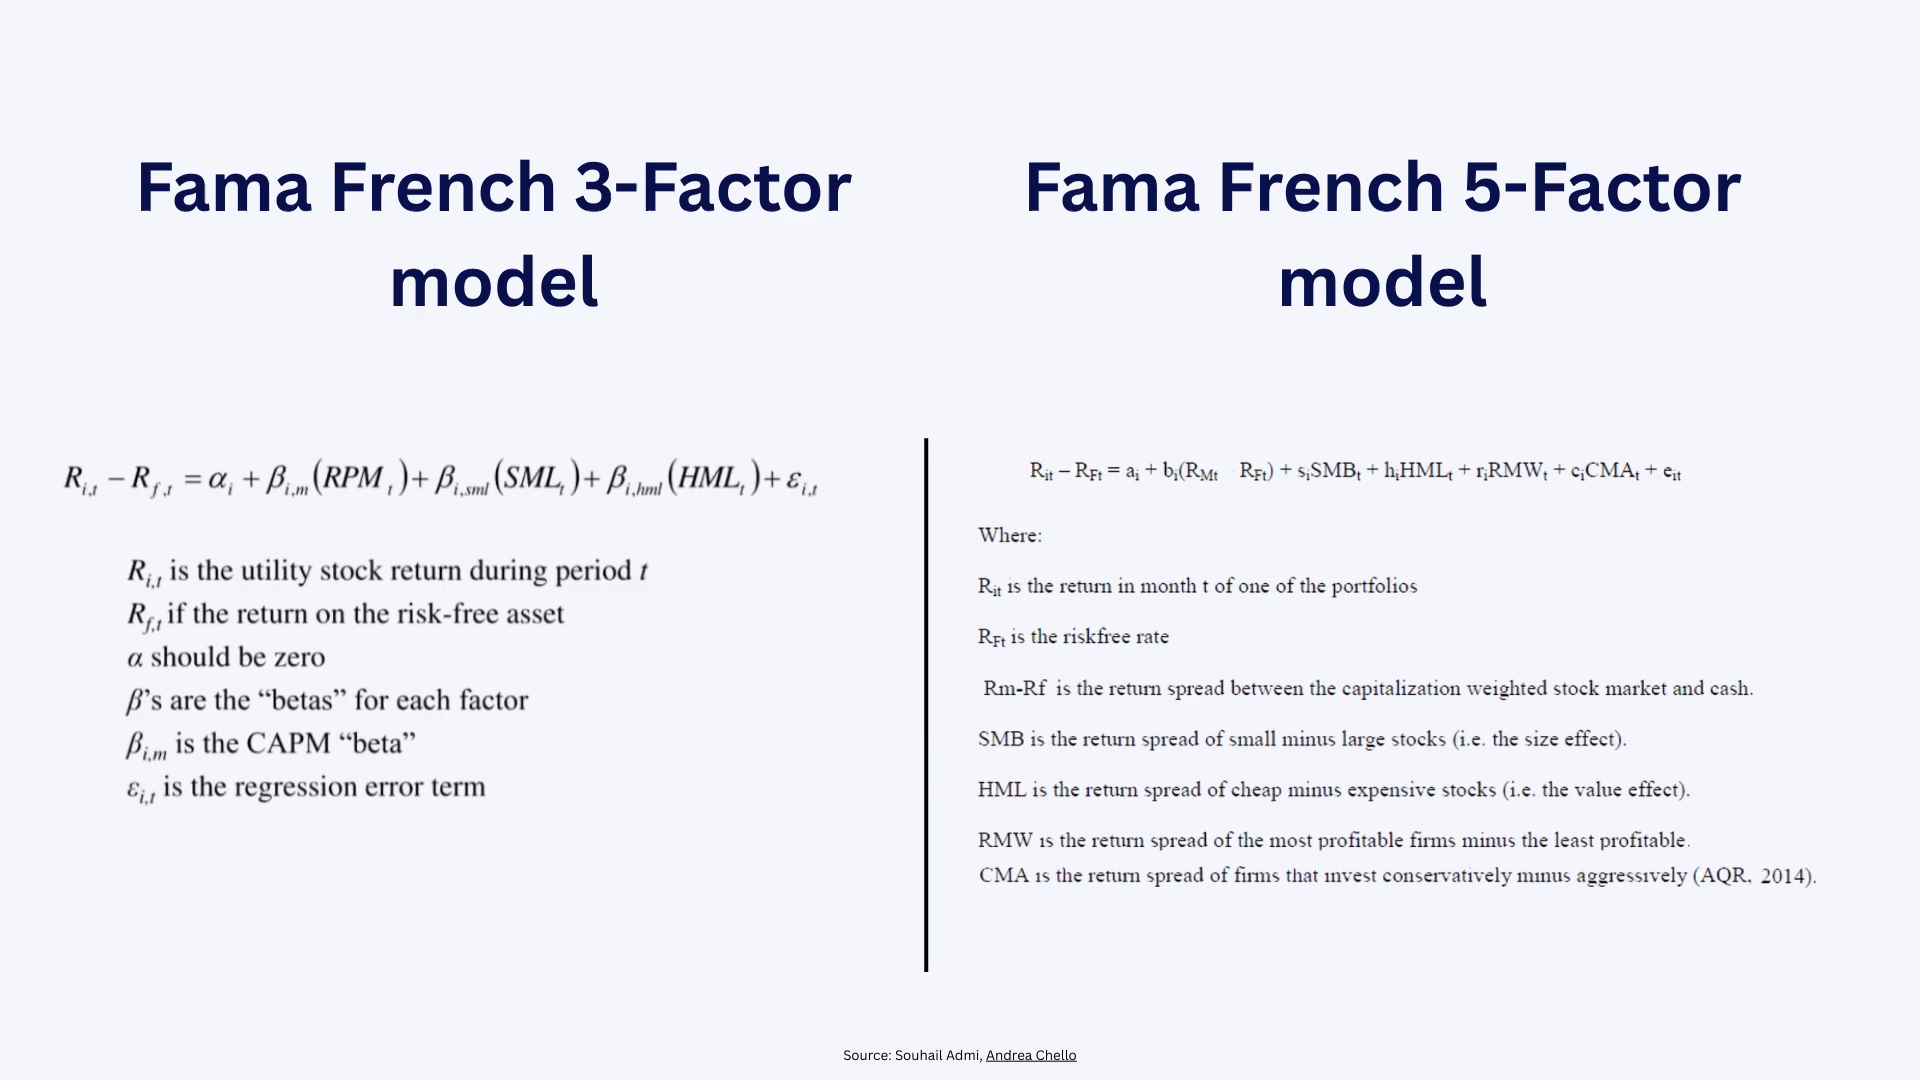 Fama French 3-Factor
model
R_{i,t} − R_{f,t} = α_i + β_{i,m}(RPM_t) + β_{i,sml}(SML_t) + β_{i,hml}(HML_t) + ε_{i,t}
R_{i,t} is the utility stock return during period t
R_{f,t} if the return on the risk-free asset
α should be zero
β’s are the “betas” for each factor
β_{i,m} is the CAPM “beta”
ε_{i,t} is the regression error term
Fama French 5-Factor
model
R_{it} – R_{Ft} = a_i + b_i(R_{Mt} R_{Ft}) + s_iSMB_t + h_iHML_t + r_iRMW_t + c_iCMA_t + e_{it}
Where:
R_{it} is the return in month t of one of the portfolios
R_{Ft} is the riskfree rate
Rm-Rf is the return spread between the capitalization weighted stock market and cash.
SMB is the return spread of small minus large stocks (i.e. the size effect).
HML is the return spread of cheap minus expensive stocks (i.e. the value effect).
RMW is the return spread of the most profitable firms minus the least profitable.
CMA is the return spread of firms that invest conservatively minus aggressively (AQR, 2014).
Source: Souhail Admi, Andrea Chello